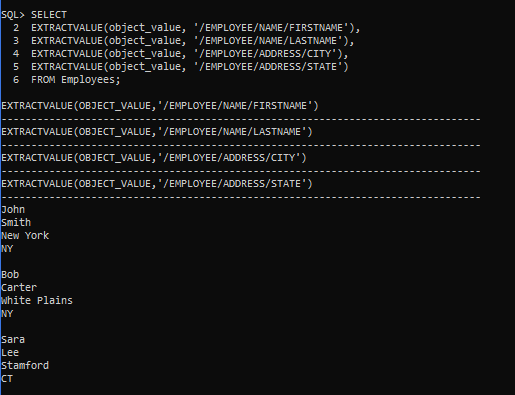 SQL> SELECT
2 EXTRACTVALUE(object_value, '/EMPLOYEE/NAME/FIRSTNAME'),
3 EXTRACTVALUE(object_value, '/EMPLOYEE/NAME/LASTNAME'),
4 EXTRACTVALUE(object_value, '/EMPLOYEE/ADDRESS/CITY'),
5 EXTRACTVALUE(object_value, '/EMPLOYEE/ADDRESS/STATE')
6 FROM Employees;
EXTRACTVALUE(OBJECT_VALUE,'/EMPLOYEE/NAME/FIRSTNAME')
--------------------------------------------------------------------------------
EXTRACTVALUE(OBJECT_VALUE,'/EMPLOYEE/NAME/LASTNAME')
--------------------------------------------------------------------------------
EXTRACTVALUE(OBJECT_VALUE,'/EMPLOYEE/ADDRESS/CITY')
--------------------------------------------------------------------------------
EXTRACTVALUE(OBJECT_VALUE,'/EMPLOYEE/ADDRESS/STATE')
--------------------------------------------------------------------------------
John
Smith
New York
NY
Bob
Carter
White Plains
NY
Sara
Lee
Stamford
CT